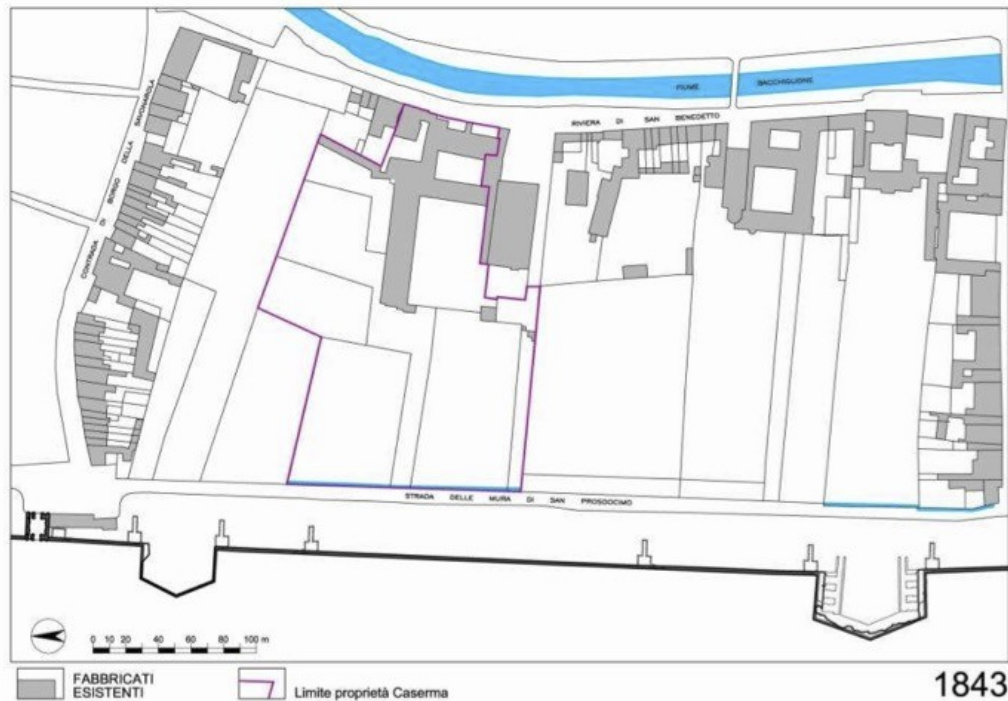 FIUME BACCHIGLIONE
RIVIERA DI SAN BENEDETTO
CONTRADA DI BORGO DELLA SAVONAROLA
STRADA DELLE MURA DI SAN PROSDOCIMO
0 10 20 40 60 80 100 m
FABBRICATI
ESISTENTI
Limite proprietà Caserma
1843